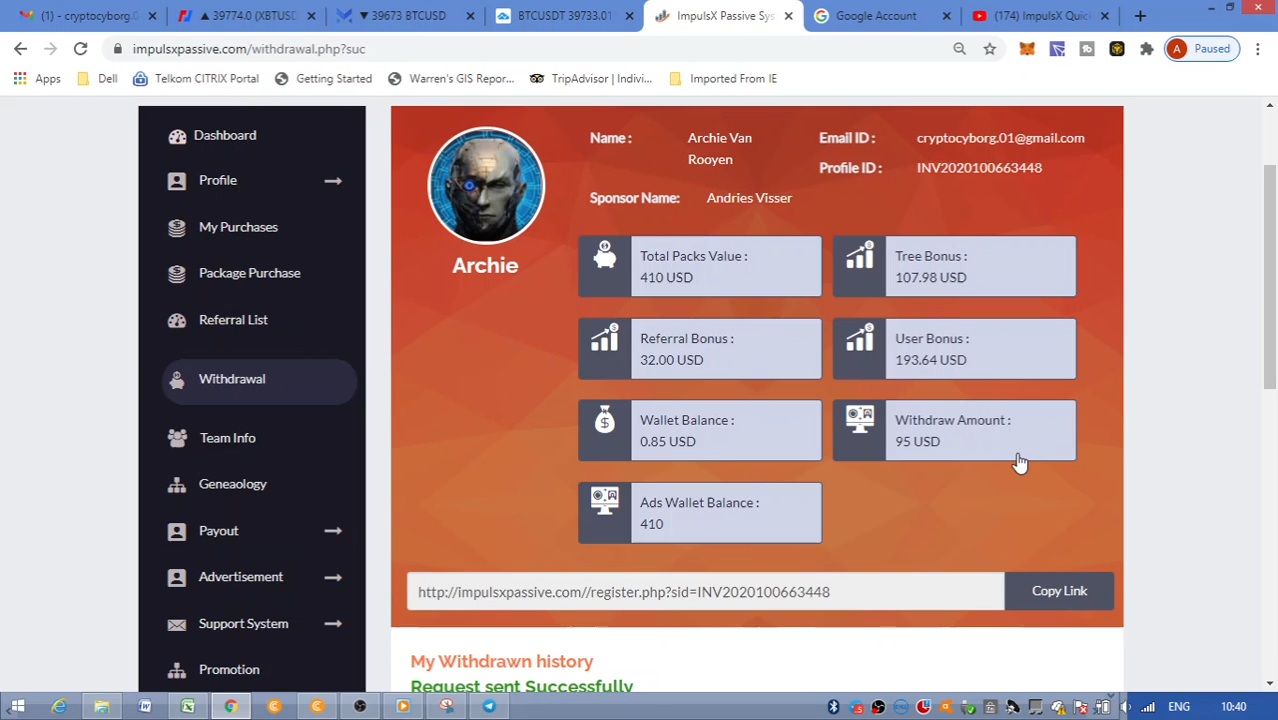 (1) - cryptocyborg.0
▲ 39774.0 (XBTUSD
▼ 39673 BTCUSD
BTCUSDT 39733.01
ImpulsX Passive Sys
Google Account
(174) ImpulsX Quick
impulsxpassive.com/withdrawal.php?suc
A
Paused
Apps
Dell
Telkom CITRIX Portal
Getting Started
Warren's GIS Repor...
TripAdvisor | Indivi...
Imported From IE
Dashboard
Profile
My Purchases
Package Purchase
Referral List
Withdrawal
Team Info
Geneaology
Payout
Advertisement
Support System
Promotion
Archie
Name :
Archie Van
Rooyen
Email ID :
cryptocyborg.01@gmail.com
Profile ID :
INV2020100663448
Sponsor Name:
Andries Visser
Total Packs Value :
410 USD
Tree Bonus :
107.98 USD
Referral Bonus :
32.00 USD
User Bonus :
193.64 USD
Wallet Balance :
0.85 USD
Withdraw Amount :
95 USD
Ads Wallet Balance :
410
http://impulsxpassive.com//register.php?sid=INV2020100663448
Copy Link
My Withdrawn history
Request sent Successfully
ENG
10:40